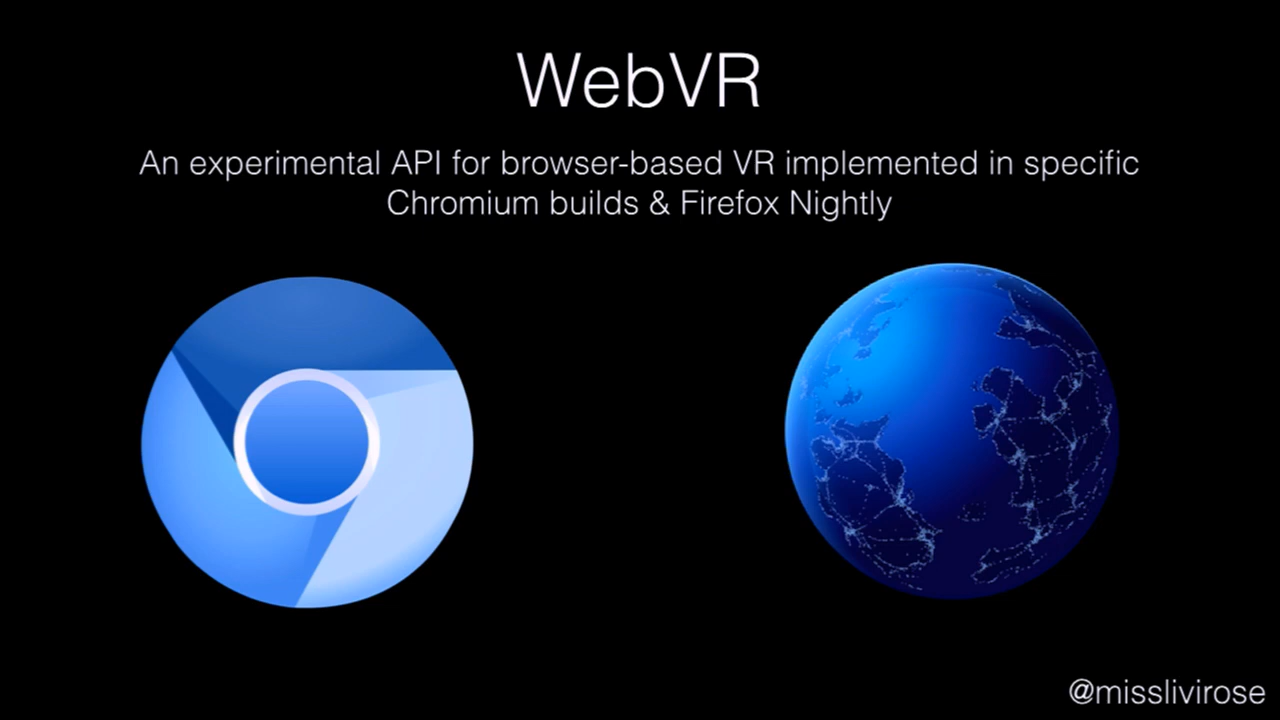 WebVR
An experimental API for browser-based VR implemented in specific
Chromium builds & Firefox Nightly
@misslivirose